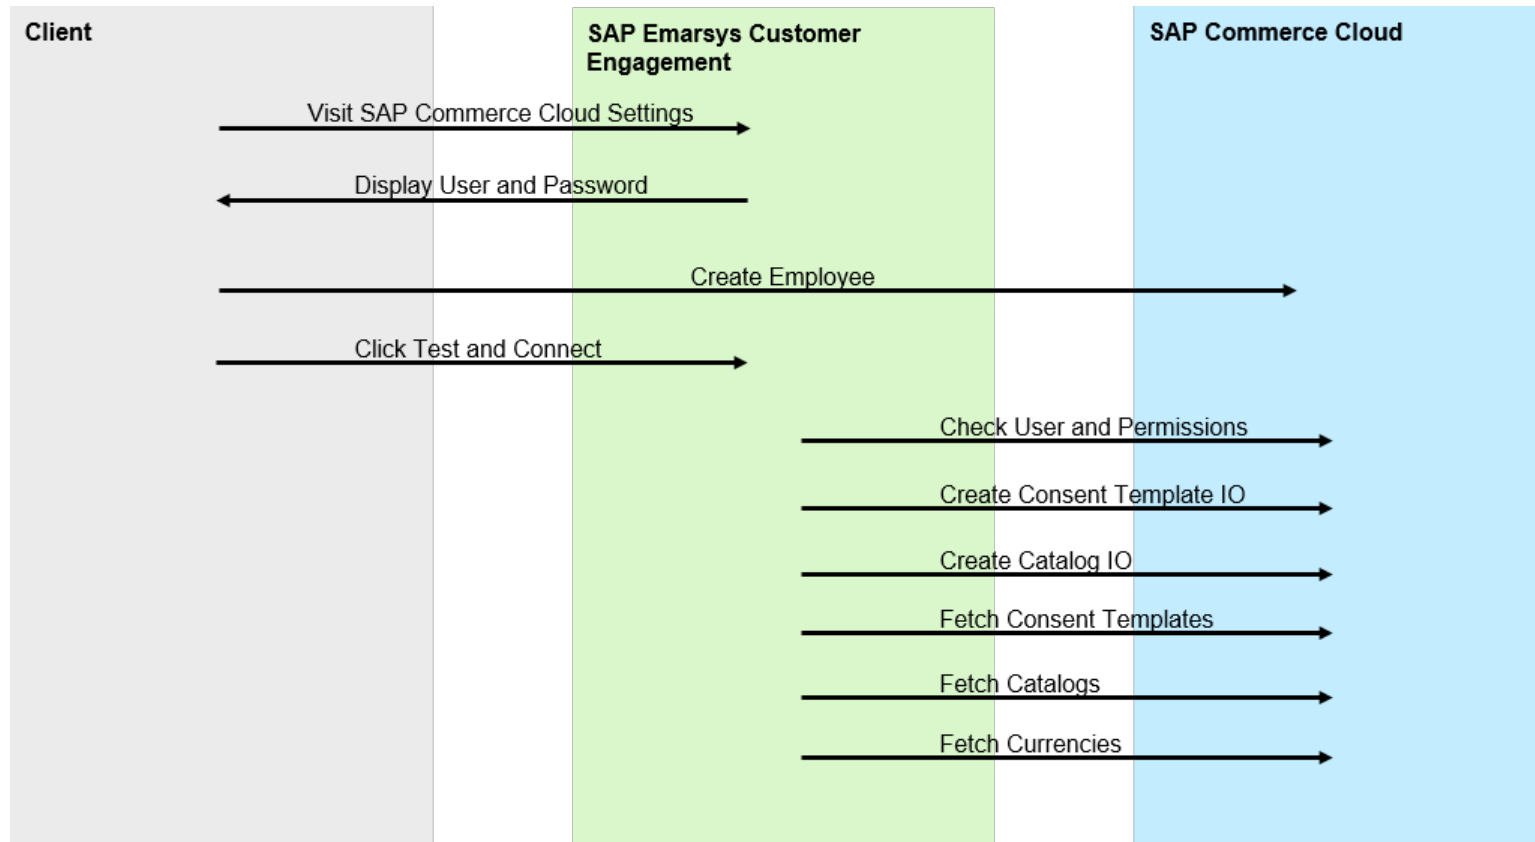 Client
SAP Emarsys Customer
Engagement
SAP Commerce Cloud
Visit SAP Commerce Cloud Settings
Display User and Password
Create Employee
Click Test and Connect
Check User and Permissions
Create Consent Template IO
Create Catalog IO
Fetch Consent Templates
Fetch Catalogs
Fetch Currencies